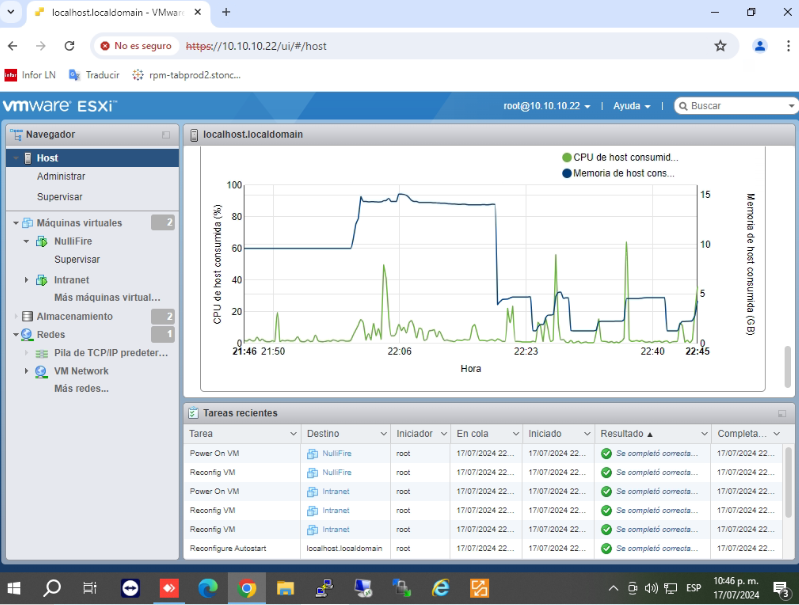 localhost.localdomain - VMwar
No es seguro https://10.10.10.22/ui/#/host
Infor LN Traducir rpm-tabprod2.stonc...
vmware ESXi™ root@10.10.10.22 Ayuda Buscar
Navegador
Host
Administrar
Supervisar
Máquinas virtuales 2
NulliFire
Supervisar
Intranet
Más máquinas virtual...
Almacenamiento 2
Redes 1
Pila de TCP/IP predeter...
VM Network
Más redes...
localhost.localdomain
CPU de host consumid...
Memoria de host cons...
CPU de host consumida (%)
100
80
60
40
20
0
Memoria de host consumida (GB)
15
10
5
0
21:46 21:50 22:06 22:23 22:40 22:45
Hora
Tareas recientes
Tarea Destino Iniciador En cola Iniciado Resultado ▲ Completa...
Power On VM NulliFire root 17/07/2024 22... 17/07/2024 22... Se completó correcta... 17/07/2024 22...
Reconfig VM NulliFire root 17/07/2024 22... 17/07/2024 22... Se completó correcta... 17/07/2024 22...
Power On VM Intranet root 17/07/2024 22... 17/07/2024 22... Se completó correcta... 17/07/2024 22...
Reconfig VM Intranet root 17/07/2024 22... 17/07/2024 22... Se completó correcta... 17/07/2024 22...
Reconfig VM Intranet root 17/07/2024 22... 17/07/2024 22... Se completó correcta... 17/07/2024 22...
Reconfigure Autostart localhost.localdomain root 17/07/2024 22... 17/07/2024 22... Se completó correcta... 17/07/2024 22...
ESP
10:46 p. m.
17/07/2024
3